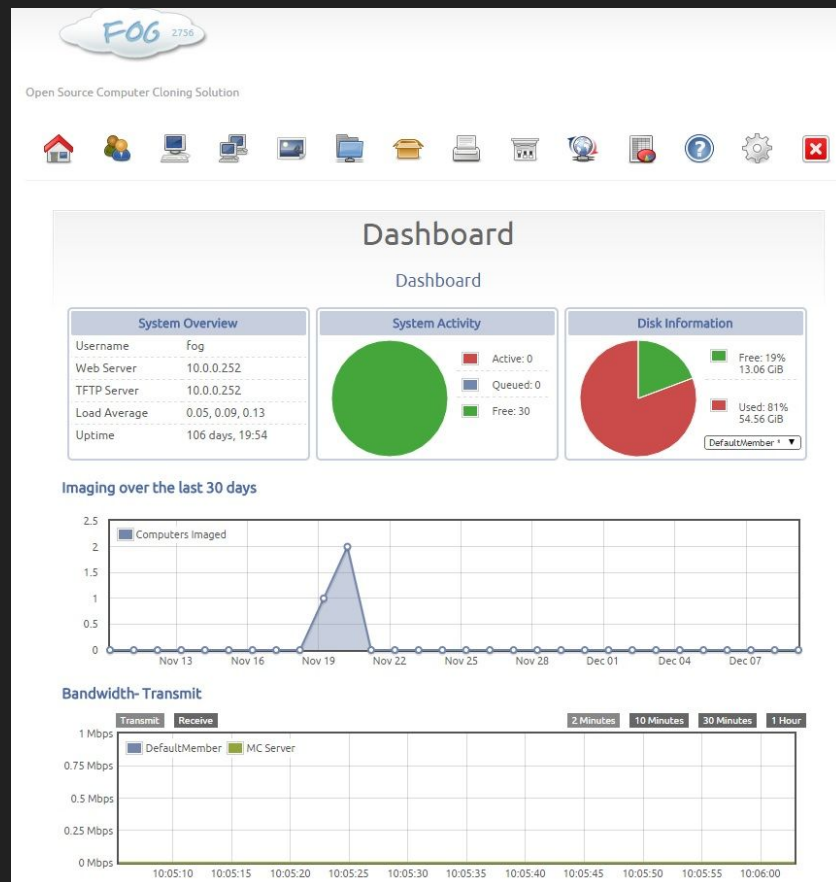 FOG 2756
Open Source Computer Cloning Solution
Dashboard
Dashboard
System Overview
Username fog
Web Server 10.0.0.252
TFTP Server 10.0.0.252
Load Average 0.05, 0.09, 0.13
Uptime 106 days, 19:54
System Activity
Active: 0
Queued: 0
Free: 30
Disk Information
Free: 19%
13.06 GiB
Used: 81%
54.56 GiB
DefaultMember
Imaging over the last 30 days
2.5
2
1.5
1
0.5
0
Computers Imaged
Nov 13 Nov 16 Nov 19 Nov 22 Nov 25 Nov 28 Dec 01 Dec 04 Dec 07
Bandwidth- Transmit
Transmit Receive 2 Minutes 10 Minutes 30 Minutes 1 Hour
1 Mbps
0.75 Mbps
0.5 Mbps
0.25 Mbps
0 Mbps
DefaultMember MC Server
10:05:10 10:05:15 10:05:20 10:05:25 10:05:30 10:05:35 10:05:40 10:05:45 10:05:50 10:05:55 10:06:00